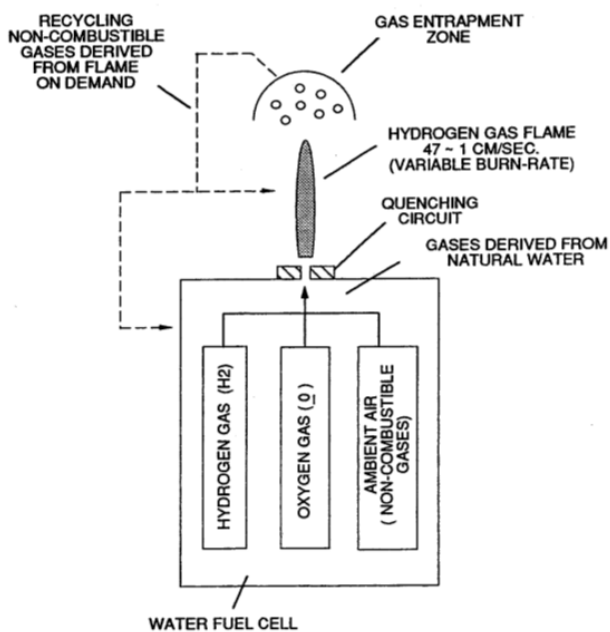 RECYCLING
NON-COMBUSTIBLE
GASES DERIVED
FROM FLAME
ON DEMAND
GAS ENTRAPMENT
ZONE
HYDROGEN GAS FLAME
47 ~ 1 CM/SEC.
(VARIABLE BURN-RATE)
QUENCHING
CIRCUIT
GASES DERIVED FROM
NATURAL WATER
HYDROGEN GAS (H2)
OXYGEN GAS (0)
AMBIENT AIR
( NON-COMBUSTIBLE
GASES)
WATER FUEL CELL